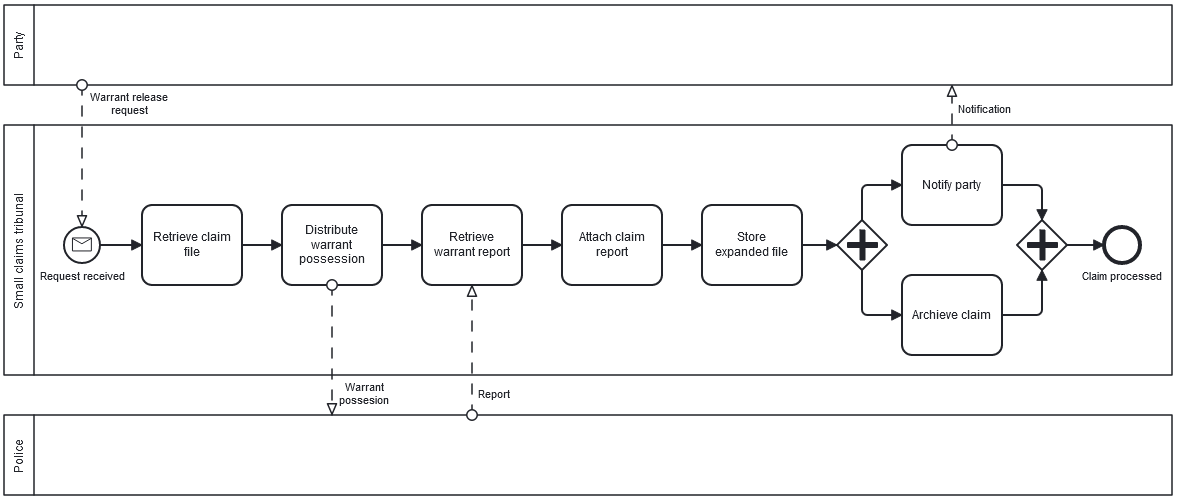 Party
Warrant release
request
Notification
Small claims tribunal
Request received
Retrieve claim
file
Distribute
warrant
possession
Retrieve
warrant report
Attach claim
report
Store
expanded file
Notify party
Archieve claim
Claim processed
Warrant
possesion
Report
Police